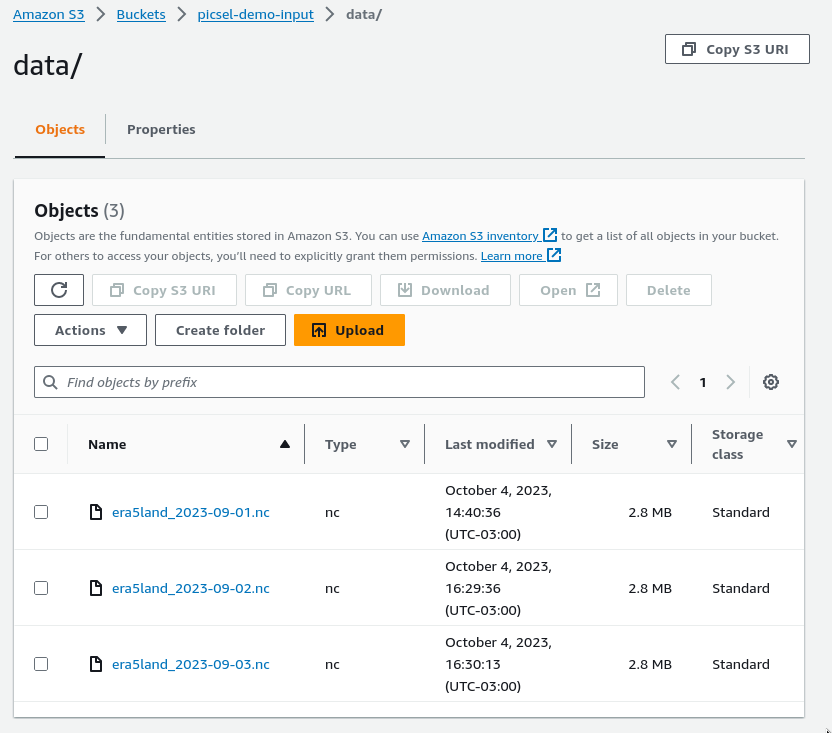 Amazon S3 > Buckets > picsel-demo-input > data/
Copy S3 URI
data/
Objects
Properties
Objects (3)
Objects are the fundamental entities stored in Amazon S3. You can use Amazon S3 inventory to get a list of all objects in your bucket.
For others to access your objects, you’ll need to explicitly grant them permissions. Learn more
Copy S3 URI
Copy URL
Download
Open
Delete
Actions
Create folder
Upload
Find objects by prefix
1
Name
Type
Last modified
Size
Storage
class
era5land_2023-09-01.nc
nc
October 4, 2023,
14:40:36
(UTC-03:00)
2.8 MB
Standard
era5land_2023-09-02.nc
nc
October 4, 2023,
16:29:36
(UTC-03:00)
2.8 MB
Standard
era5land_2023-09-03.nc
nc
October 4, 2023,
16:30:13
(UTC-03:00)
2.8 MB
Standard